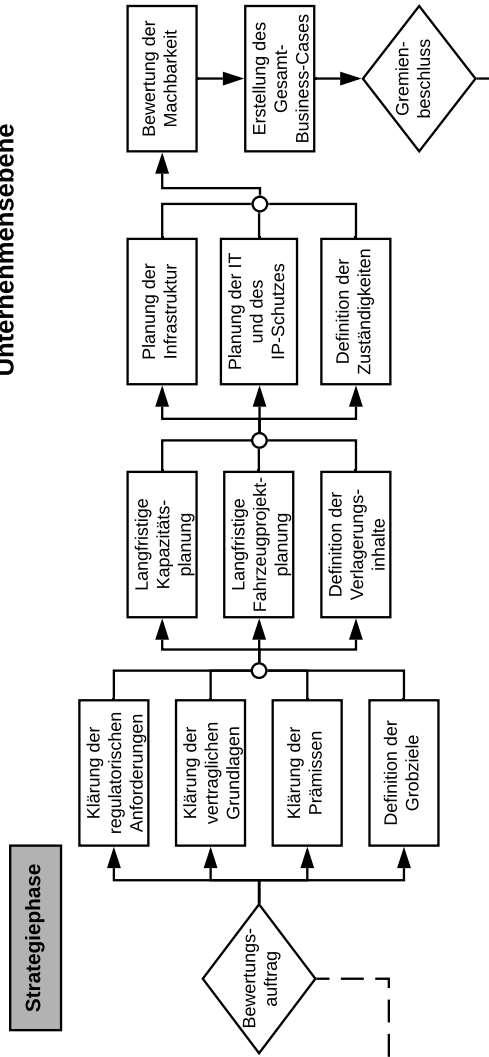 Unternehmensebene
Strategiephase
Bewertungs-
auftrag
Klärung der
regulatorischen
Anforderungen
Klärung der
vertraglichen
Grundlagen
Klärung der
Prämissen
Definition der
Grobziele
Langfristige
Kapazitäts-
planung
Langfristige
Fahrzeugprojekt-
planung
Definition der
Verlagerungs-
inhalte
Planung der
Infrastruktur
Planung der IT
und des
IP-Schutzes
Definition der
Zuständigkeiten
Bewertung der
Machbarkeit
Erstellung des
Gesamt-
Business-Cases
Gremien-
beschluss